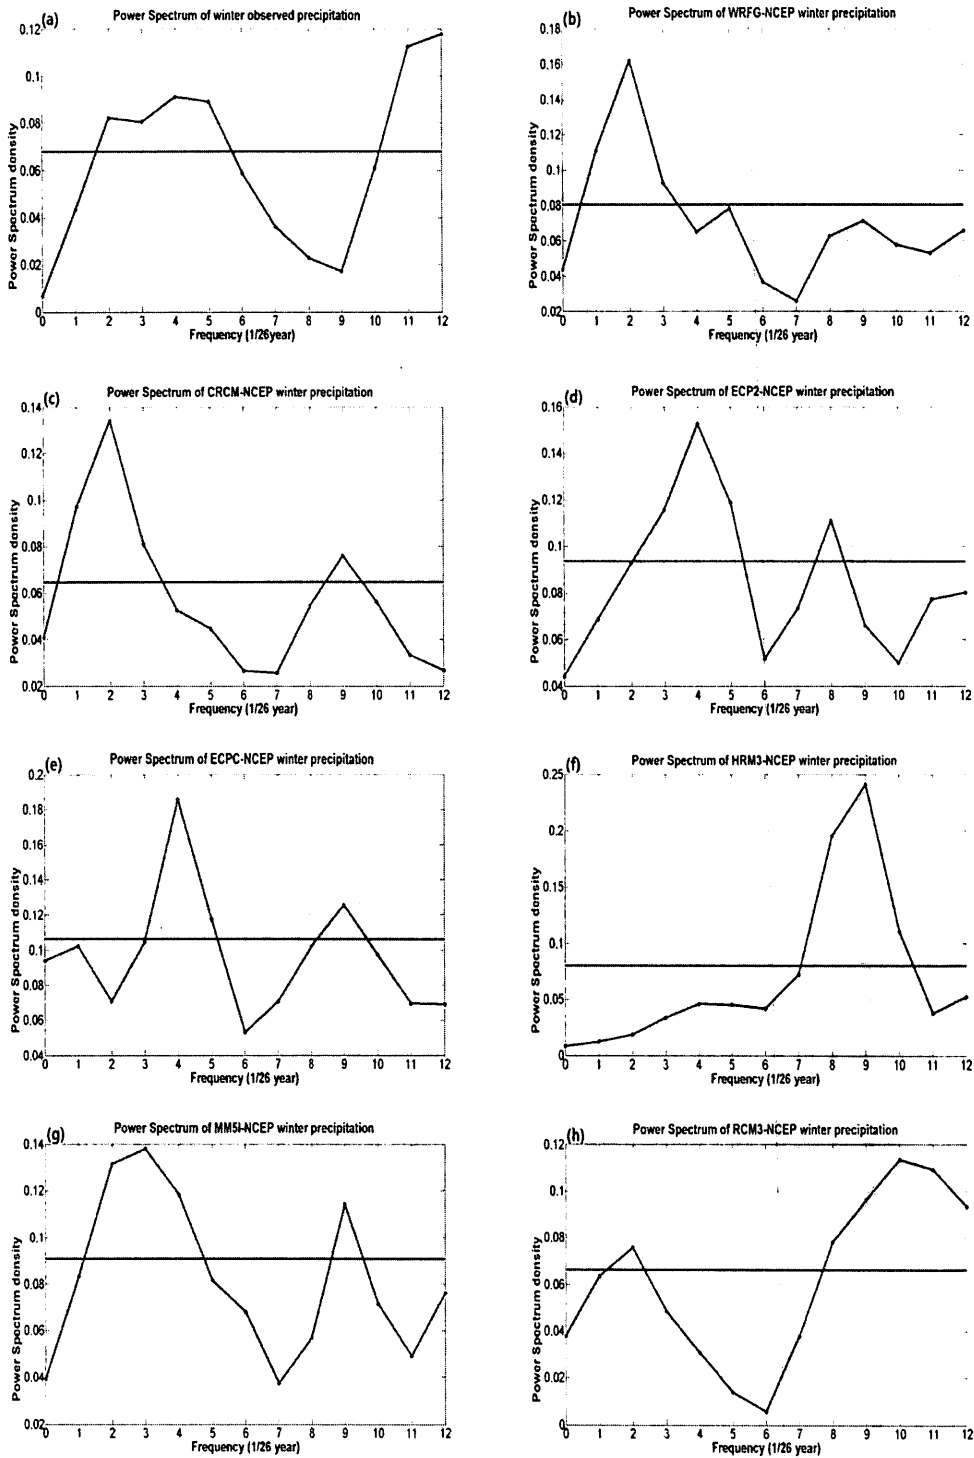 (a)
Power Spectrum of winter observed precipitation
0.12
0.1
0.08
0.06
0.04
0.02
0
Power Spectrum density
0 1 2 3 4 5 6 7 8 9 10 11 12
Frequency (1/26year)
(b)
Power Spectrum of WRFG-NCEP winter precipitation
0.18
0.16
0.14
0.12
0.1
0.08
0.06
0.04
0.02
Power Spectrum density
0 1 2 3 4 5 6 7 8 9 10 11 12
Frequency (1/26 year)
(c)
Power Spectrum of CRCM-NCEP winter precipitation
0.14
0.12
0.1
0.08
0.06
0.04
0.02
Power Spectrum density
0 1 2 3 4 5 6 7 8 9 10 11 12
Frequency (1/26 year)
(d)
Power Spectrum of ECP2-NCEP winter precipitation
0.16
0.14
0.12
0.1
0.08
0.06
0.04
Power Spectrum density
0 1 2 3 4 5 6 7 8 9 10 11 12
Frequency (1/26 year)
(e)
Power Spectrum of ECPC-NCEP winter precipitation
0.2
0.18
0.16
0.14
0.12
0.1
0.08
0.06
0.04
Power Spectrum density
0 1 2 3 4 5 6 7 8 9 10 11 12
Frequency (1/26 year)
(f)
Power Spectrum of HRM3-NCEP winter precipitation
0.25
0.2
0.15
0.1
0.05
0
Power Spectrum density
0 1 2 3 4 5 6 7 8 9 10 11 12
Frequency (1/26 year)
(g)
Power Spectrum of MM5I-NCEP winter precipitation
0.14
0.12
0.1
0.08
0.06
0.04
0.02
Power Spectrum density
0 1 2 3 4 5 6 7 8 9 10 11 12
Frequency (1/26 year)
(h)
Power Spectrum of RCM3-NCEP winter precipitation
0.12
0.1
0.08
0.06
0.04
0.02
0
Power Spectrum density
0 1 2 3 4 5 6 7 8 9 10 11 12
Frequency (1/26 year)